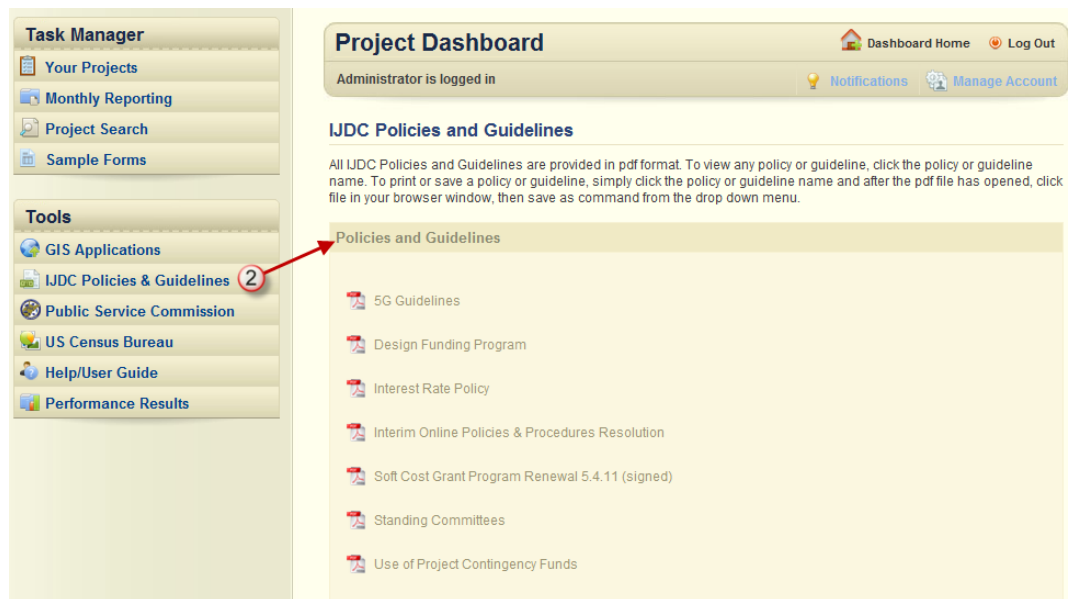 Task Manager
Your Projects
Monthly Reporting
Project Search
Sample Forms
Tools
GIS Applications
IJDC Policies & Guidelines
2
Public Service Commission
US Census Bureau
Help/User Guide
Performance Results
Project Dashboard
Dashboard Home
Log Out
Administrator is logged in
Notifications
Manage Account
IJDC Policies and Guidelines
All IJDC Policies and Guidelines are provided in pdf format. To view any policy or guideline, click the policy or guideline
name. To print or save a policy or guideline, simply click the policy or guideline name and after the pdf file has opened, click
file in your browser window, then save as command from the drop down menu.
Policies and Guidelines
5G Guidelines
Design Funding Program
Interest Rate Policy
Interim Online Policies & Procedures Resolution
Soft Cost Grant Program Renewal 5.4.11 (signed)
Standing Committees
Use of Project Contingency Funds